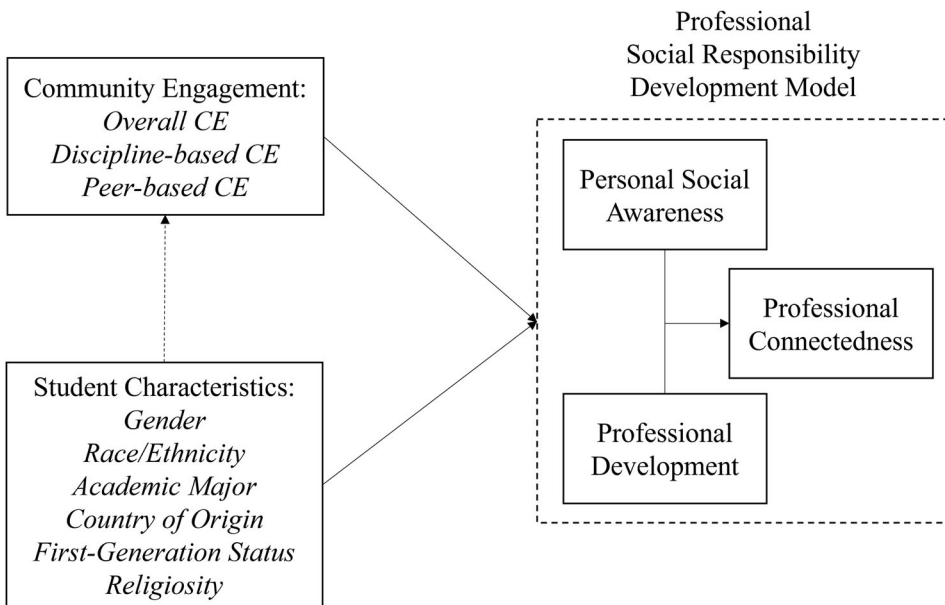 Community Engagement:
Overall CE
Discipline-based CE
Peer-based CE
Student Characteristics:
Gender
Race/Ethnicity
Academic Major
Country of Origin
First-Generation Status
Religiosity
Professional
Social Responsibility
Development Model
Personal Social
Awareness
Professional
Connectedness
Professional
Development